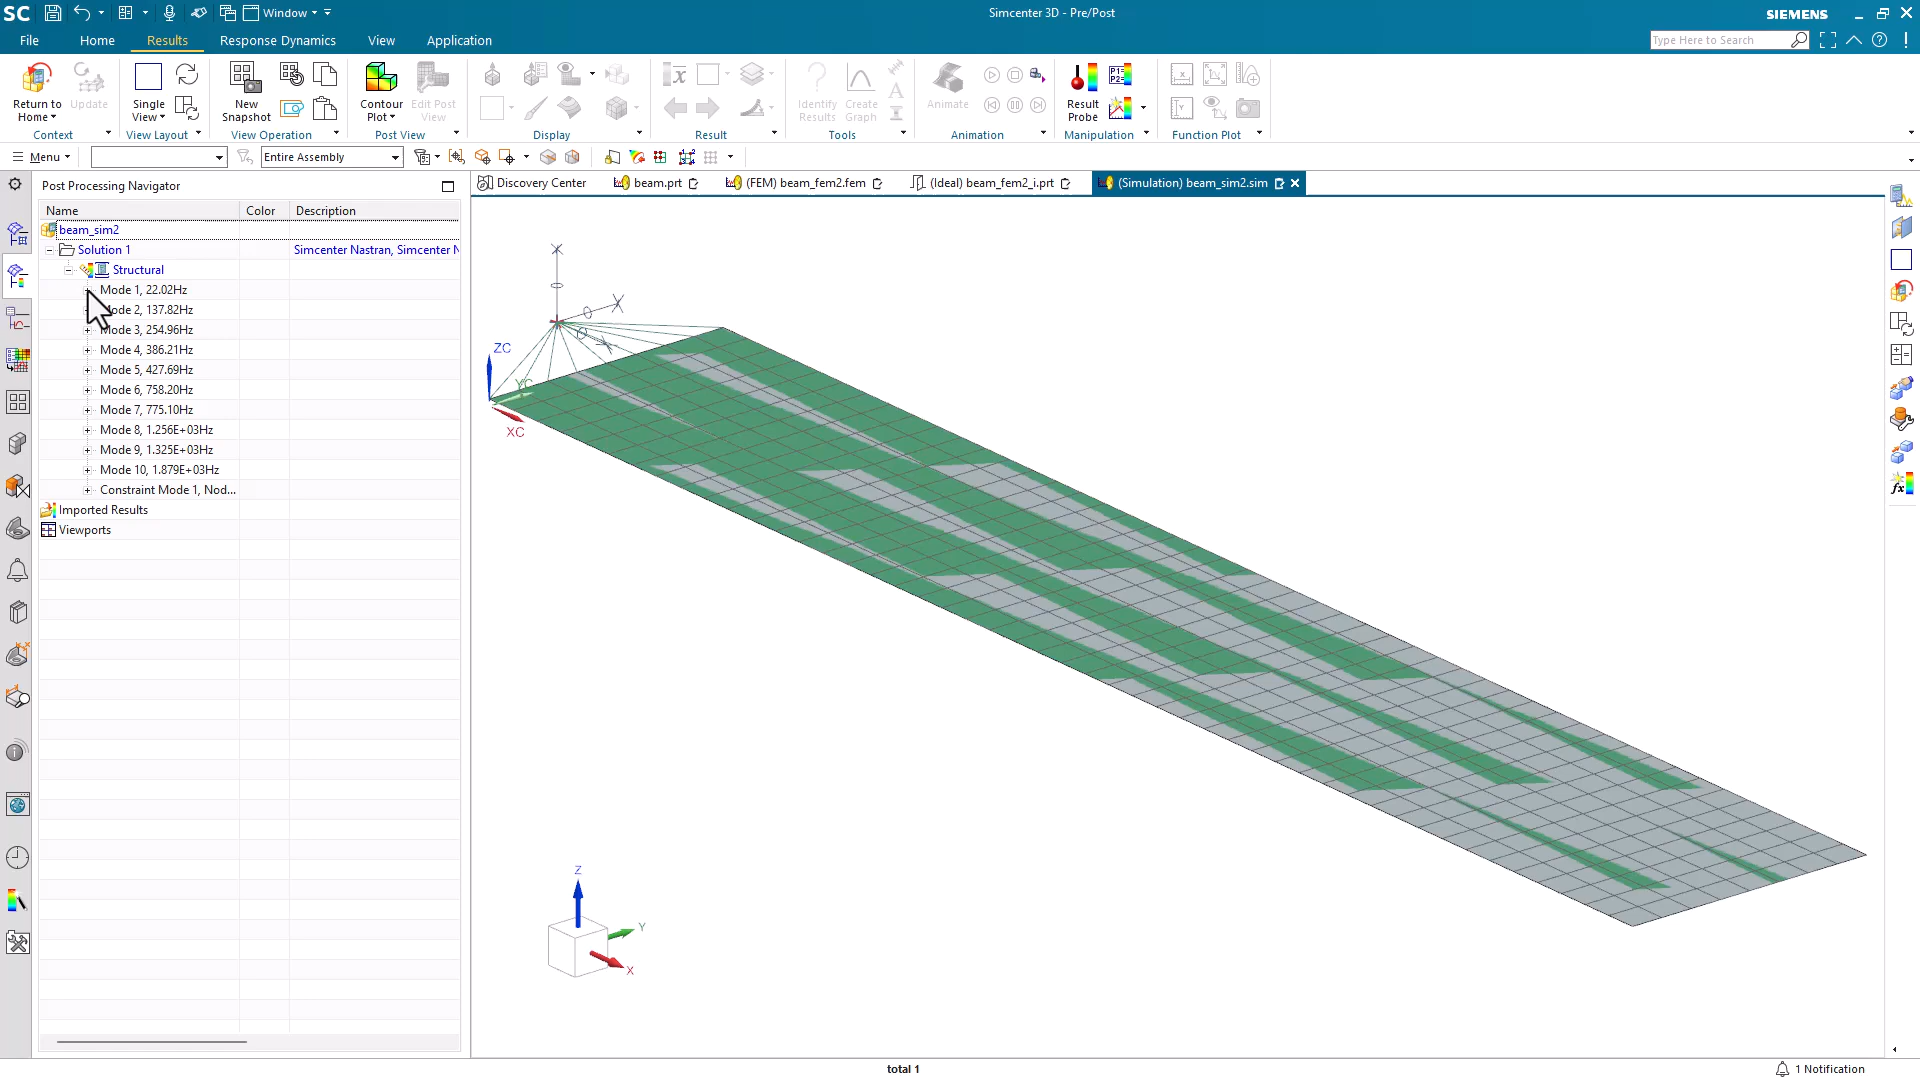 SC Window Simcenter 3D - Pre/Post SIEMENS
File Home Results Response Dynamics View Application Type Here to Search
Return to Home Update Single View New Snapshot Contour Plot Edit Post View Identify Results Create Graph Animate Result Probe
Context View Layout View Operation Post View Display Result Tools Animation Manipulation Function Plot
Menu Entire Assembly
Post Processing Navigator
Discovery Center beam.prt (FEM) beam_fem2.fem (Ideal) beam_fem2_i.prt (Simulation) beam_sim2.sim
Name Color Description
beam_sim2
Solution 1 Simcenter Nastran, Simcenter N
Structural
Mode 1, 22.02Hz
ode 2, 137.82Hz
Mode 3, 254.96Hz
Mode 4, 386.21Hz
Mode 5, 427.69Hz
Mode 6, 758.20Hz
Mode 7, 775.10Hz
Mode 8, 1.256E+03Hz
Mode 9, 1.325E+03Hz
Mode 10, 1.879E+03Hz
Constraint Mode 1, Nod...
Imported Results
Viewports
ZC
YC
XC
Z
Y
X
total 1
1 Notification